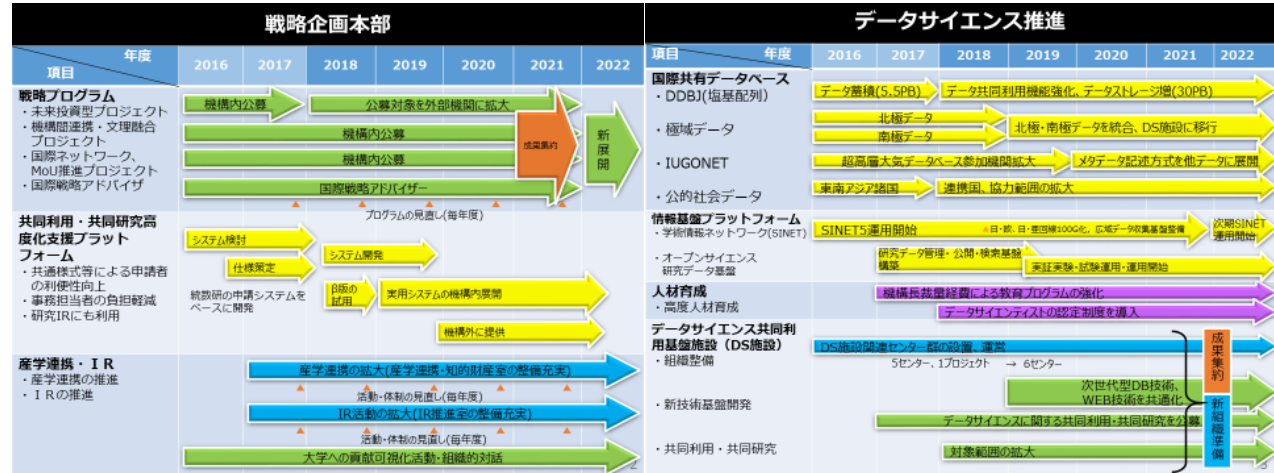 戦略企画本部
年度
項目
2016 2017 2018 2019 2020 2021 2022
戦略プログラム
・未来投資型プロジェクト
・機構間連携・文理融合
プロジェクト
・国際ネットワーク、
MoU推進プロジェクト
・国際戦略アドバイザ
機構内公募
公募対象を外部機関に拡大
機構内公募
機構内公募
国際戦略アドバイザー
成果集約
新展開
プログラムの見直し(毎年度)
共同利用・共同研究高
度化支援プラット
フォーム
・共通様式等による申請者
の利便性向上
・事務担当者の負担軽減
・研究IRにも利用
システム検討
仕様策定
統数研の申請システムを
ベースに開発
システム開発
β版の
試用
実用システムの機構内展開
機構外に提供
産学連携・ＩＲ
・産学連携の推進
・ＩＲの推進
産学連携の拡大(産学連携・知的財産室の整備充実)
活動・体制の見直し(毎年度)
IR活動の拡大(IR推進室の整備充実)
活動・体制の見直し(毎年度)
大学への貢献可視化活動・組織的対話
2
データサイエンス推進
項目
年度
2016 2017 2018 2019 2020 2021 2022
国際共有データベース
・DDBJ(塩基配列)
データ蓄積(5.5PB)
データ共同利用機能強化、データストレージ増(30PB)
・極域データ
北極データ
南極データ
北極・南極データを統合、DS施設に移行
・IUGONET
超高層大気データベース参加機関拡大
メタデータ記述方式を他データに展開
・公的社会データ
東南アジア諸国
連携国、協力範囲の拡大
情報基盤プラットフォーム
・学術情報ネットワーク(SINET)
SINET5運用開始
日・欧、日・亜回線100G化，広域データ収集基盤整備
次期SINET
運用開始
・オープンサイエンス
研究データ基盤
研究データ管理・公開・検索基盤
構築
実証実験・試験運用・運用開始
人材育成
・高度人材育成
機構長裁量経費による教育プログラムの強化
データサイエンティストの認定制度を導入
データサイエンス共同利
用基盤施設（DS施設）
・組織整備
DS施設関連センター群の設置、運営
5センター、1プロジェクト → 6センター
・新技術基盤開発
次世代型DB技術、
WEB技術を共通化
データサイエンスに関する共同利用・共同研究を公募
・共同利用・共同研究
対象範囲の拡大
成果集約
新組織準備